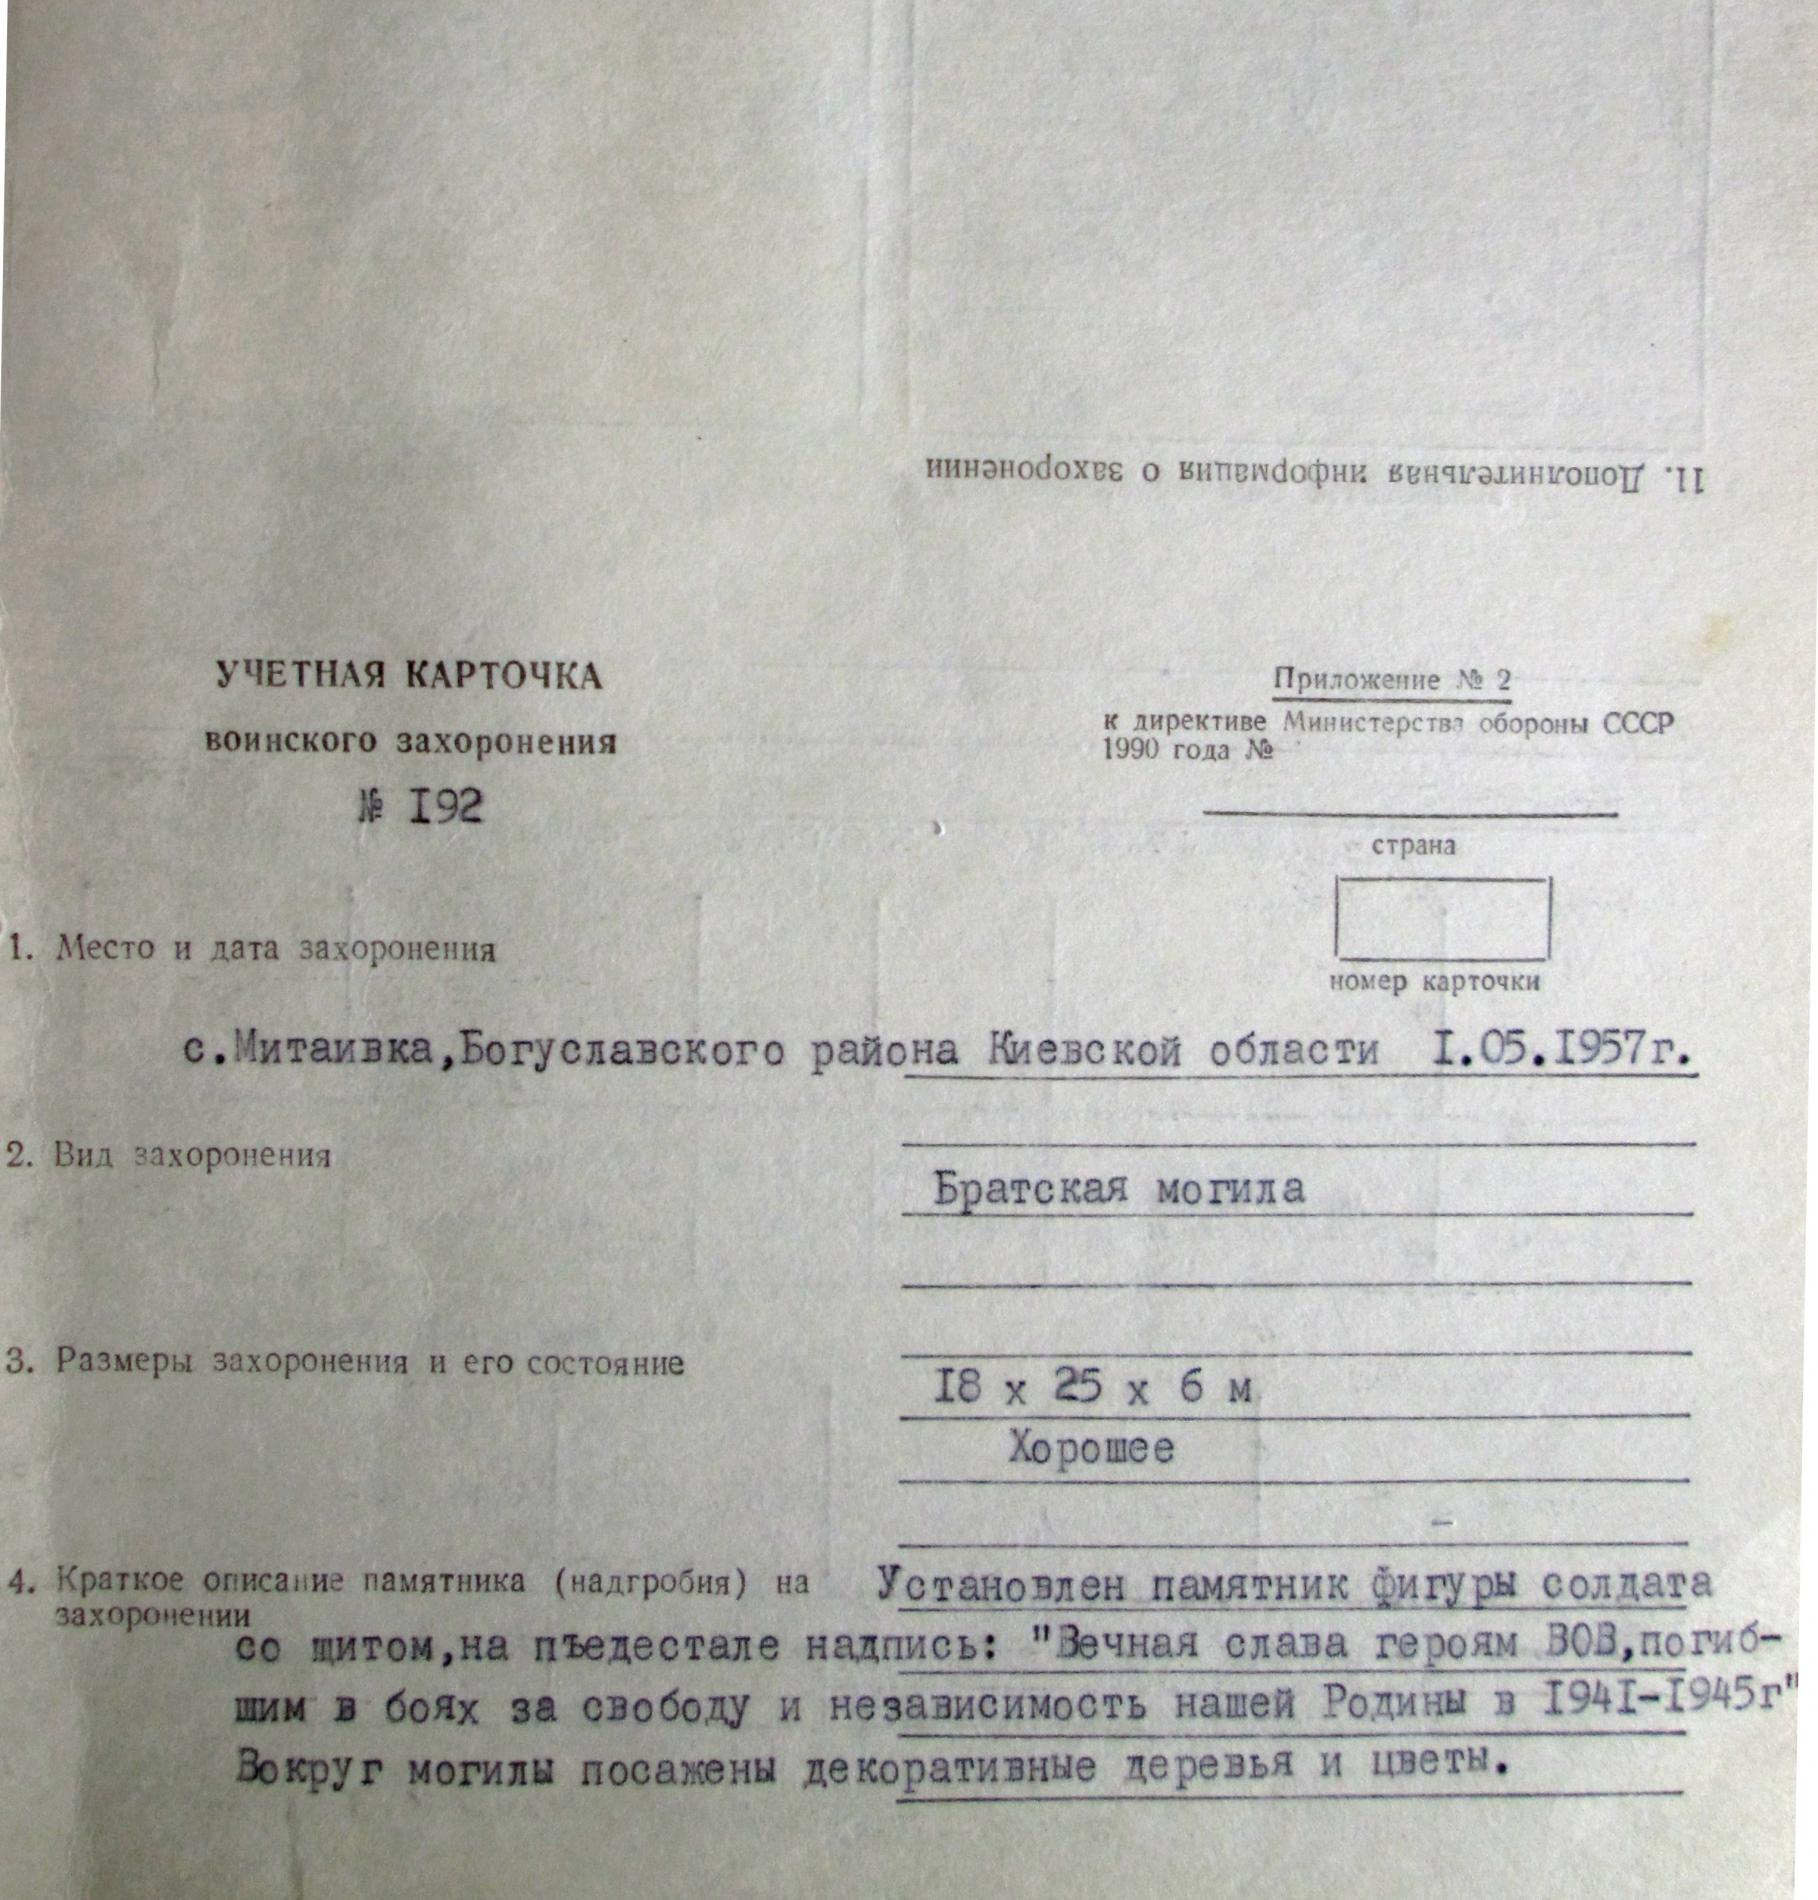 11. Дополнительная информация о захоронении
УЧЕТНАЯ КАРТОЧКА
воинского захоронения
№ I92
Приложение № 2
к директиве Министерства обороны СССР
1990 года №
страна
номер карточки
1. Место и дата захоронения
с.Митаивка,Богуславского района Киевской области I.05.I957г.
2. Вид захоронения
Братская могила
3. Размеры захоронения и его состояние
I8 х 25 х 6 м
Хорошее
4. Краткое описание памятника (надгробия) на
захоронении
Установлен памятник фигуры солдата
со щитом,на пъедестале надпись: "Вечная слава героям ВОВ,погиб-
шим в боях за свободу и независимость нашей Родины в I94I-I945г"
Вокруг могилы посажены декоративные деревья и цветы.